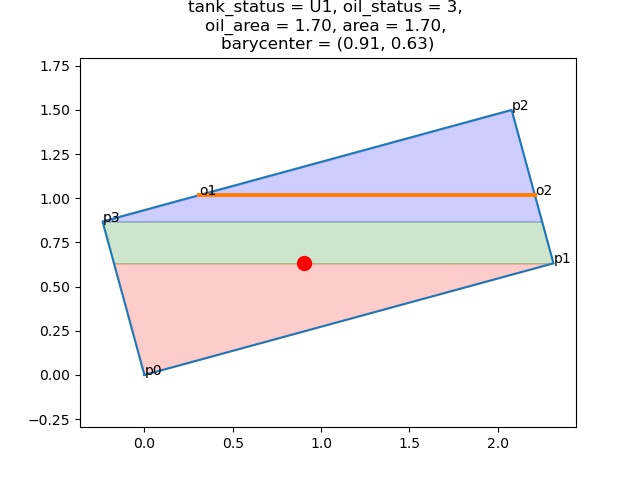 tank_status = U1, oil_status = 3,
oil_area = 1.70, area = 1.70,
barycenter = (0.91, 0.63)
1.75
1.50
1.25
1.00
0.75
0.50
0.25
0.00
−0.25
p2
o1
o2
p3
p1
p0
0.0
0.5
1.0
1.5
2.0